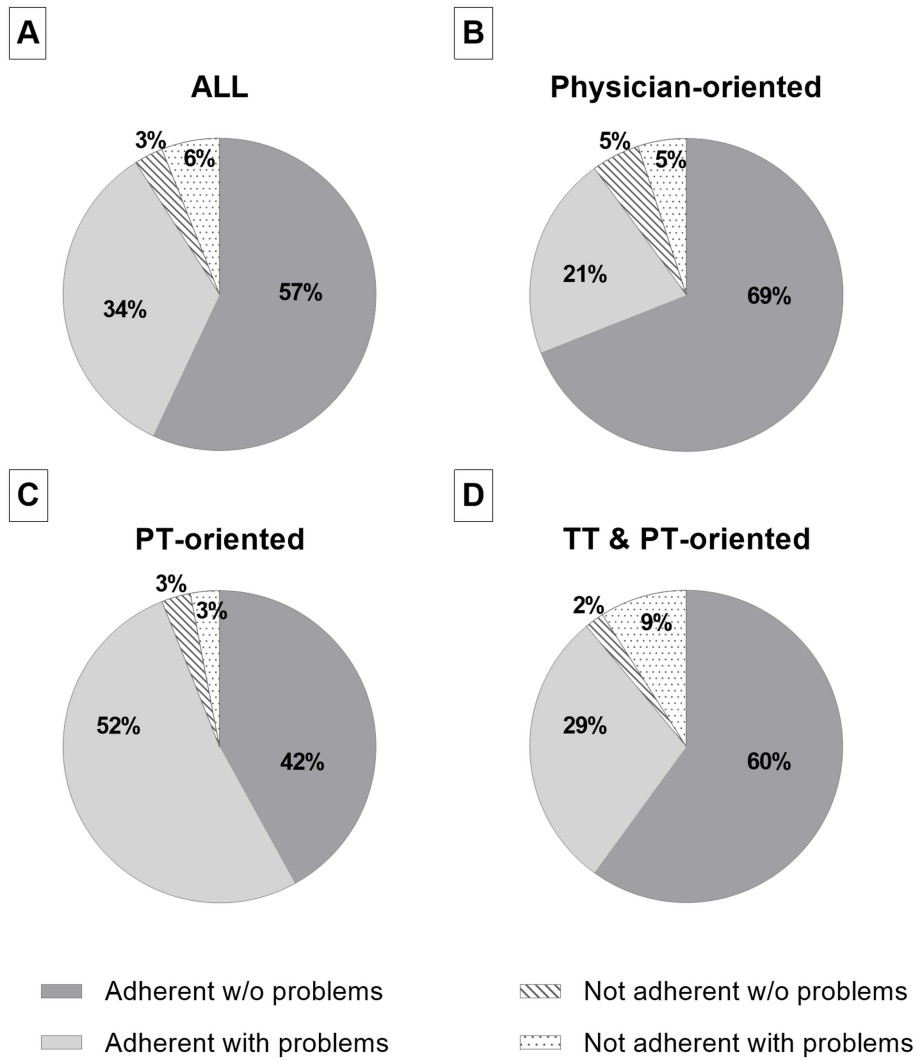 A
ALL
3%
6%
57%
34%
B
Physician-oriented
5%
5%
21%
69%
C
PT-oriented
3%
3%
52%
42%
D
TT & PT-oriented
2%
9%
29%
60%
Adherent w/o problems
Adherent with problems
Not adherent w/o problems
Not adherent with problems